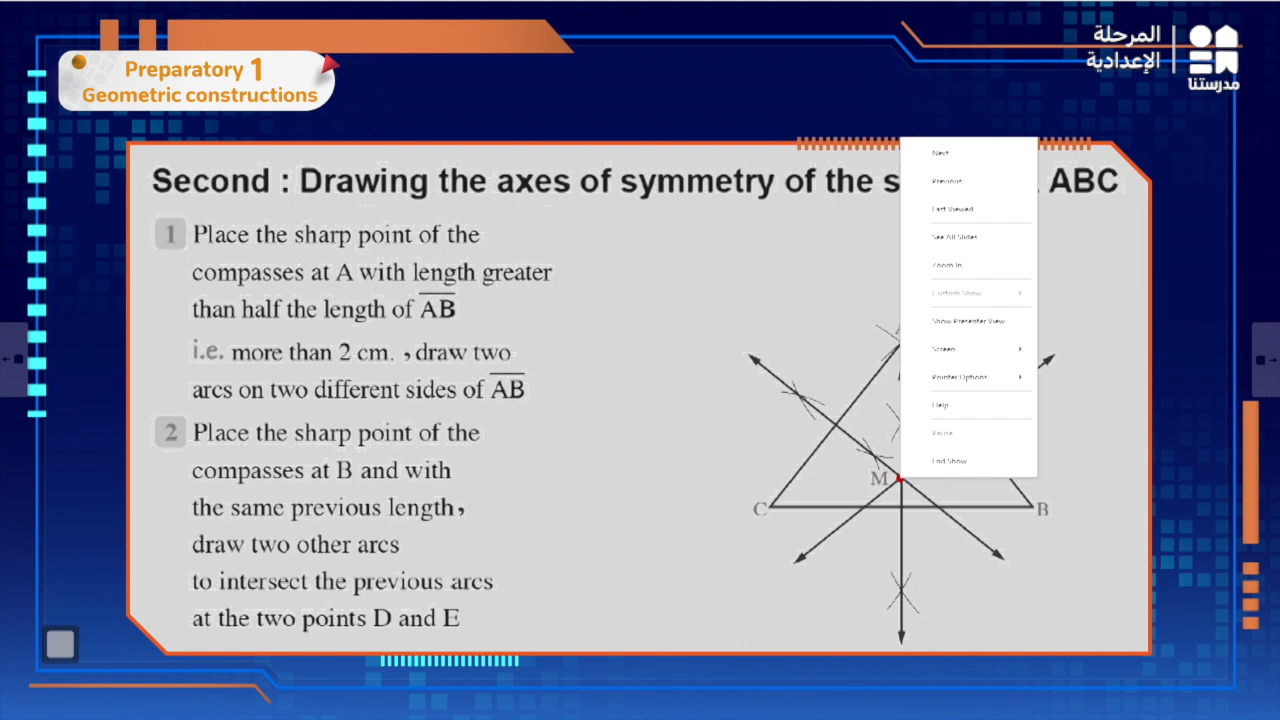 المرحلة
الإعدادية
مدرستنا
Preparatory 1
Geometric constructions
Second : Drawing the axes of symmetry of the s ABC
1 Place the sharp point of the
compasses at A with length greater
than half the length of AB
i.e. more than 2 cm. , draw two
arcs on two different sides of AB
2 Place the sharp point of the
compasses at B and with
the same previous length,
draw two other arcs
to intersect the previous arcs
at the two points D and E
Next
Previous
Last Viewed
See All Slides
Zoom In
Custom Show
Show Presenter View
Screen
Pointer Options
Help
Pause
End Show
M
C
B